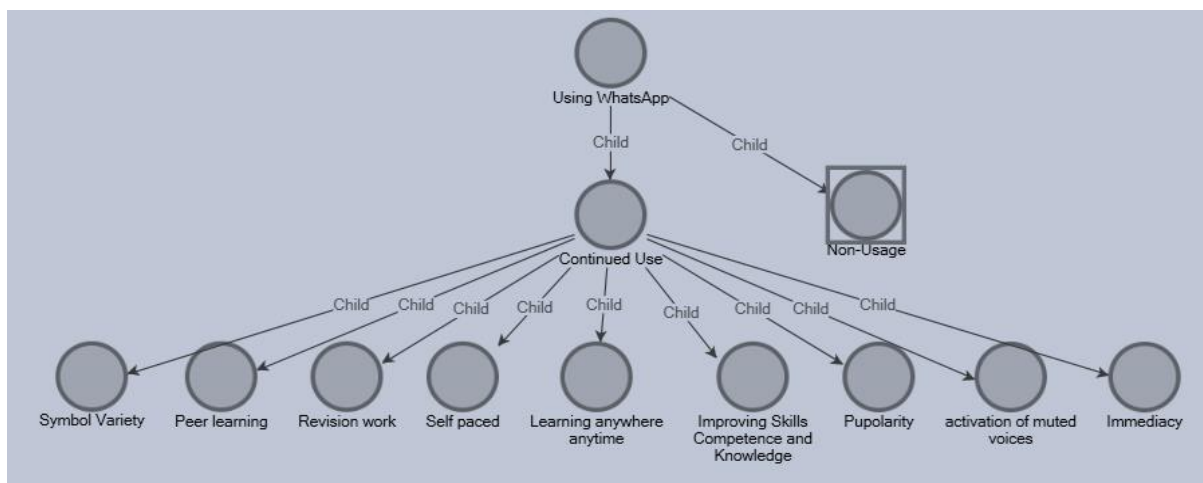 Using WhatsApp
Child
Child
Non-Usage
Continued Use
Child
Child
Child
Child
Child
Child
Child
Child
Child
Symbol Variety
Peer learning
Revision work
Self paced
Learning anywhere
anytime
Improving Skills
Competence and
Knowledge
Pupolarity
activation of muted
voices
Immediacy